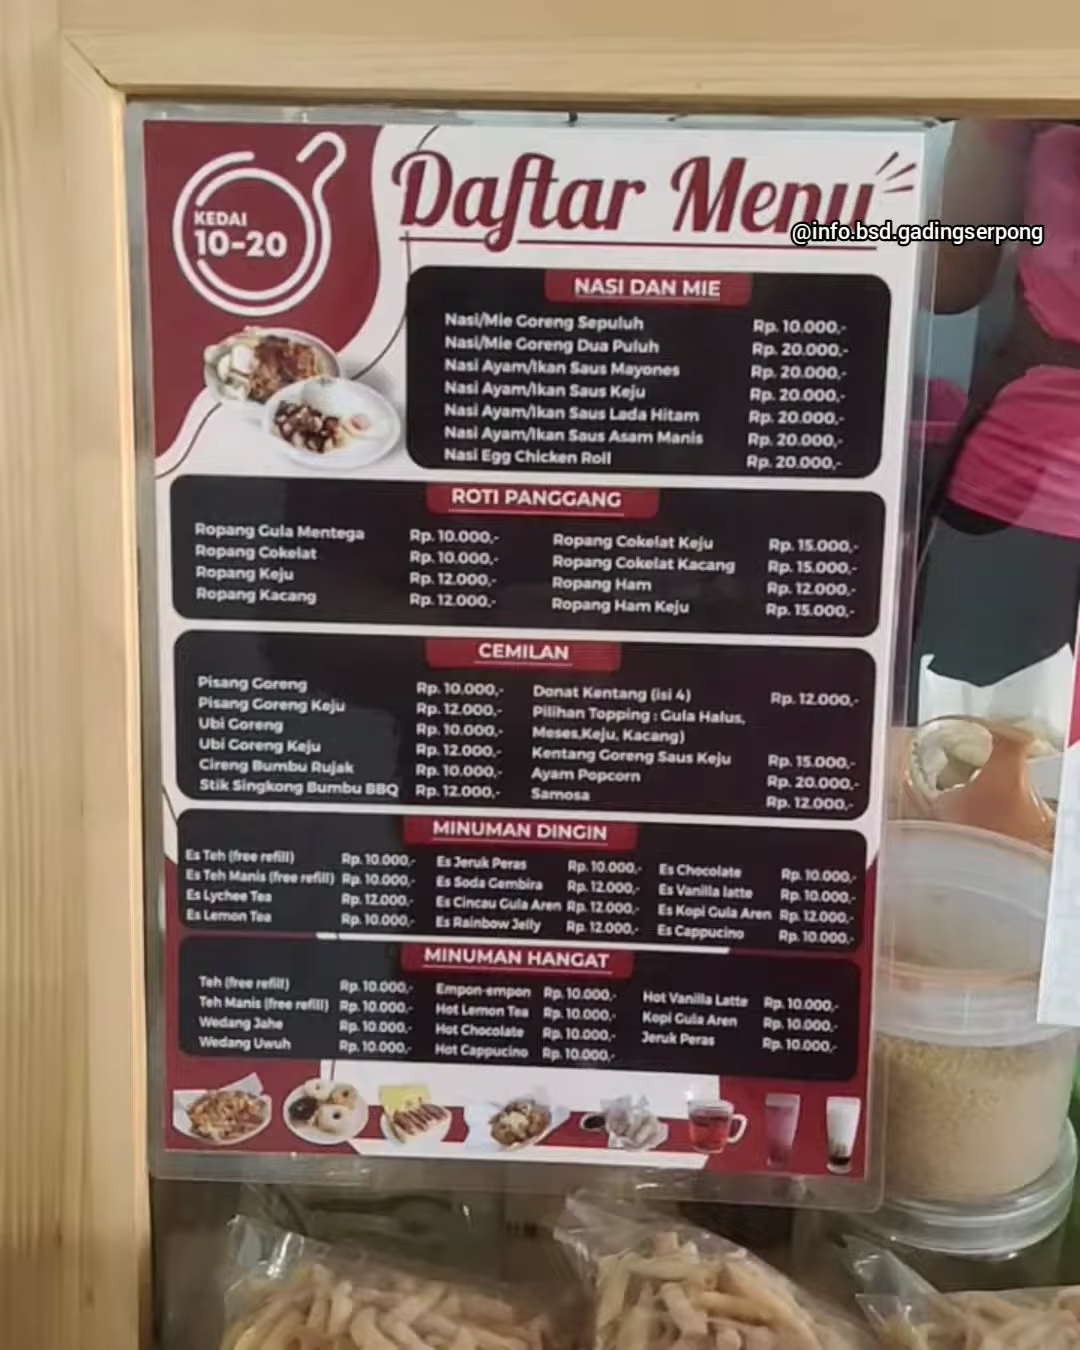 KEDAI
10-20
Daftar Menu
@info.bsd.gadingserpong
NASI DAN MIE
Nasi/Mie Goreng Sepuluh Rp. 10.000,-
Nasi/Mie Goreng Dua Puluh Rp. 20.000,-
Nasi Ayam/Ikan Saus Mayones Rp. 20.000,-
Nasi Ayam/Ikan Saus Keju Rp. 20.000,-
Nasi Ayam/Ikan Saus Lada Hitam Rp. 20.000,-
Nasi Ayam/Ikan Saus Asam Manis Rp. 20.000,-
Nasi Egg Chicken Roll Rp. 20.000,-
ROTI PANGGANG
Ropang Gula Mentega Rp. 10.000,- Ropang Cokelat Keju Rp. 15.000,-
Ropang Cokelat Rp. 10.000,- Ropang Cokelat Kacang Rp. 15.000,-
Ropang Keju Rp. 12.000,- Ropang Ham Rp. 12.000,-
Ropang Kacang Rp. 12.000,- Ropang Ham Keju Rp. 15.000,-
CEMILAN
Pisang Goreng Rp. 10.000,- Donat Kentang (isi 4) Rp. 12.000,-
Pisang Goreng Keju Rp. 12.000,- Pilihan Topping : Gula Halus,
Ubi Goreng Rp. 10.000,- Meses,Keju, Kacang)
Ubi Goreng Keju Rp. 12.000,- Kentang Goreng Saus Keju Rp. 15.000,-
Cireng Bumbu Rujak Rp. 10.000,- Ayam Popcorn Rp. 20.000,-
Stik Singkong Bumbu BBQ Rp. 12.000,- Samosa Rp. 12.000,-
MINUMAN DINGIN
Es Teh (free refill) Rp. 10.000,- Es Jeruk Peras Rp. 10.000,- Es Chocolate Rp. 10.000,-
Es Teh Manis (free refill) Rp. 10.000,- Es Soda Gembira Rp. 12.000,- Es Vanilla latte Rp. 10.000,-
Es Lychee Tea Rp. 12.000,- Es Cincau Gula Aren Rp. 12.000,- Es Kopi Gula Aren Rp. 12.000,-
Es Lemon Tea Rp. 10.000,- Es Rainbow Jelly Rp. 12.000,- Es Cappucino Rp. 10.000,-
MINUMAN HANGAT
Teh (free refill) Rp. 10.000,- Empon-empon Rp. 10.000,- Hot Vanilla Latte Rp. 10.000,-
Teh Manis (free refill) Rp. 10.000,- Hot Lemon Tea Rp. 10.000,- Kopi Gula Aren Rp. 10.000,-
Wedang Jahe Rp. 10.000,- Hot Chocolate Rp. 10.000,- Jeruk Peras Rp. 10.000,-
Wedang Uwuh Rp. 10.000,- Hot Cappucino Rp. 10.000,-